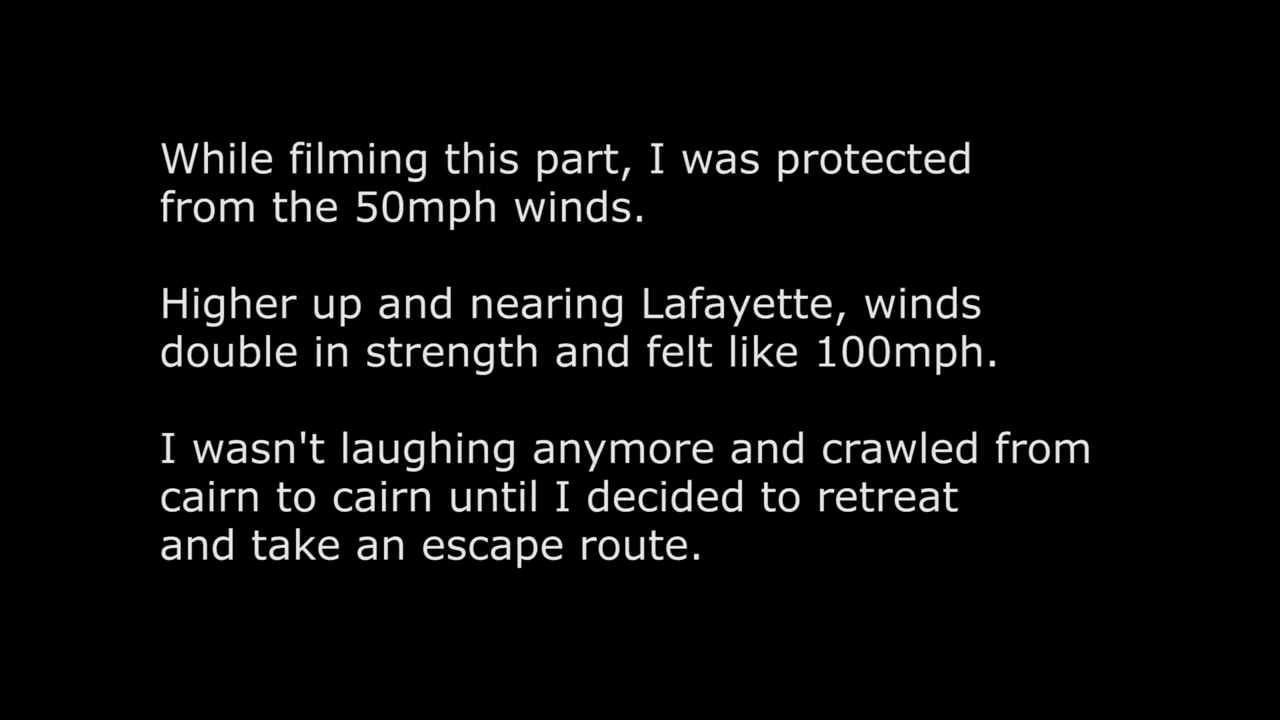 While filming this part, I was protected
from the 50mph winds.
Higher up and nearing Lafayette, winds
double in strength and felt like 100mph.
I wasn't laughing anymore and crawled from
cairn to cairn until I decided to retreat
and take an escape route.